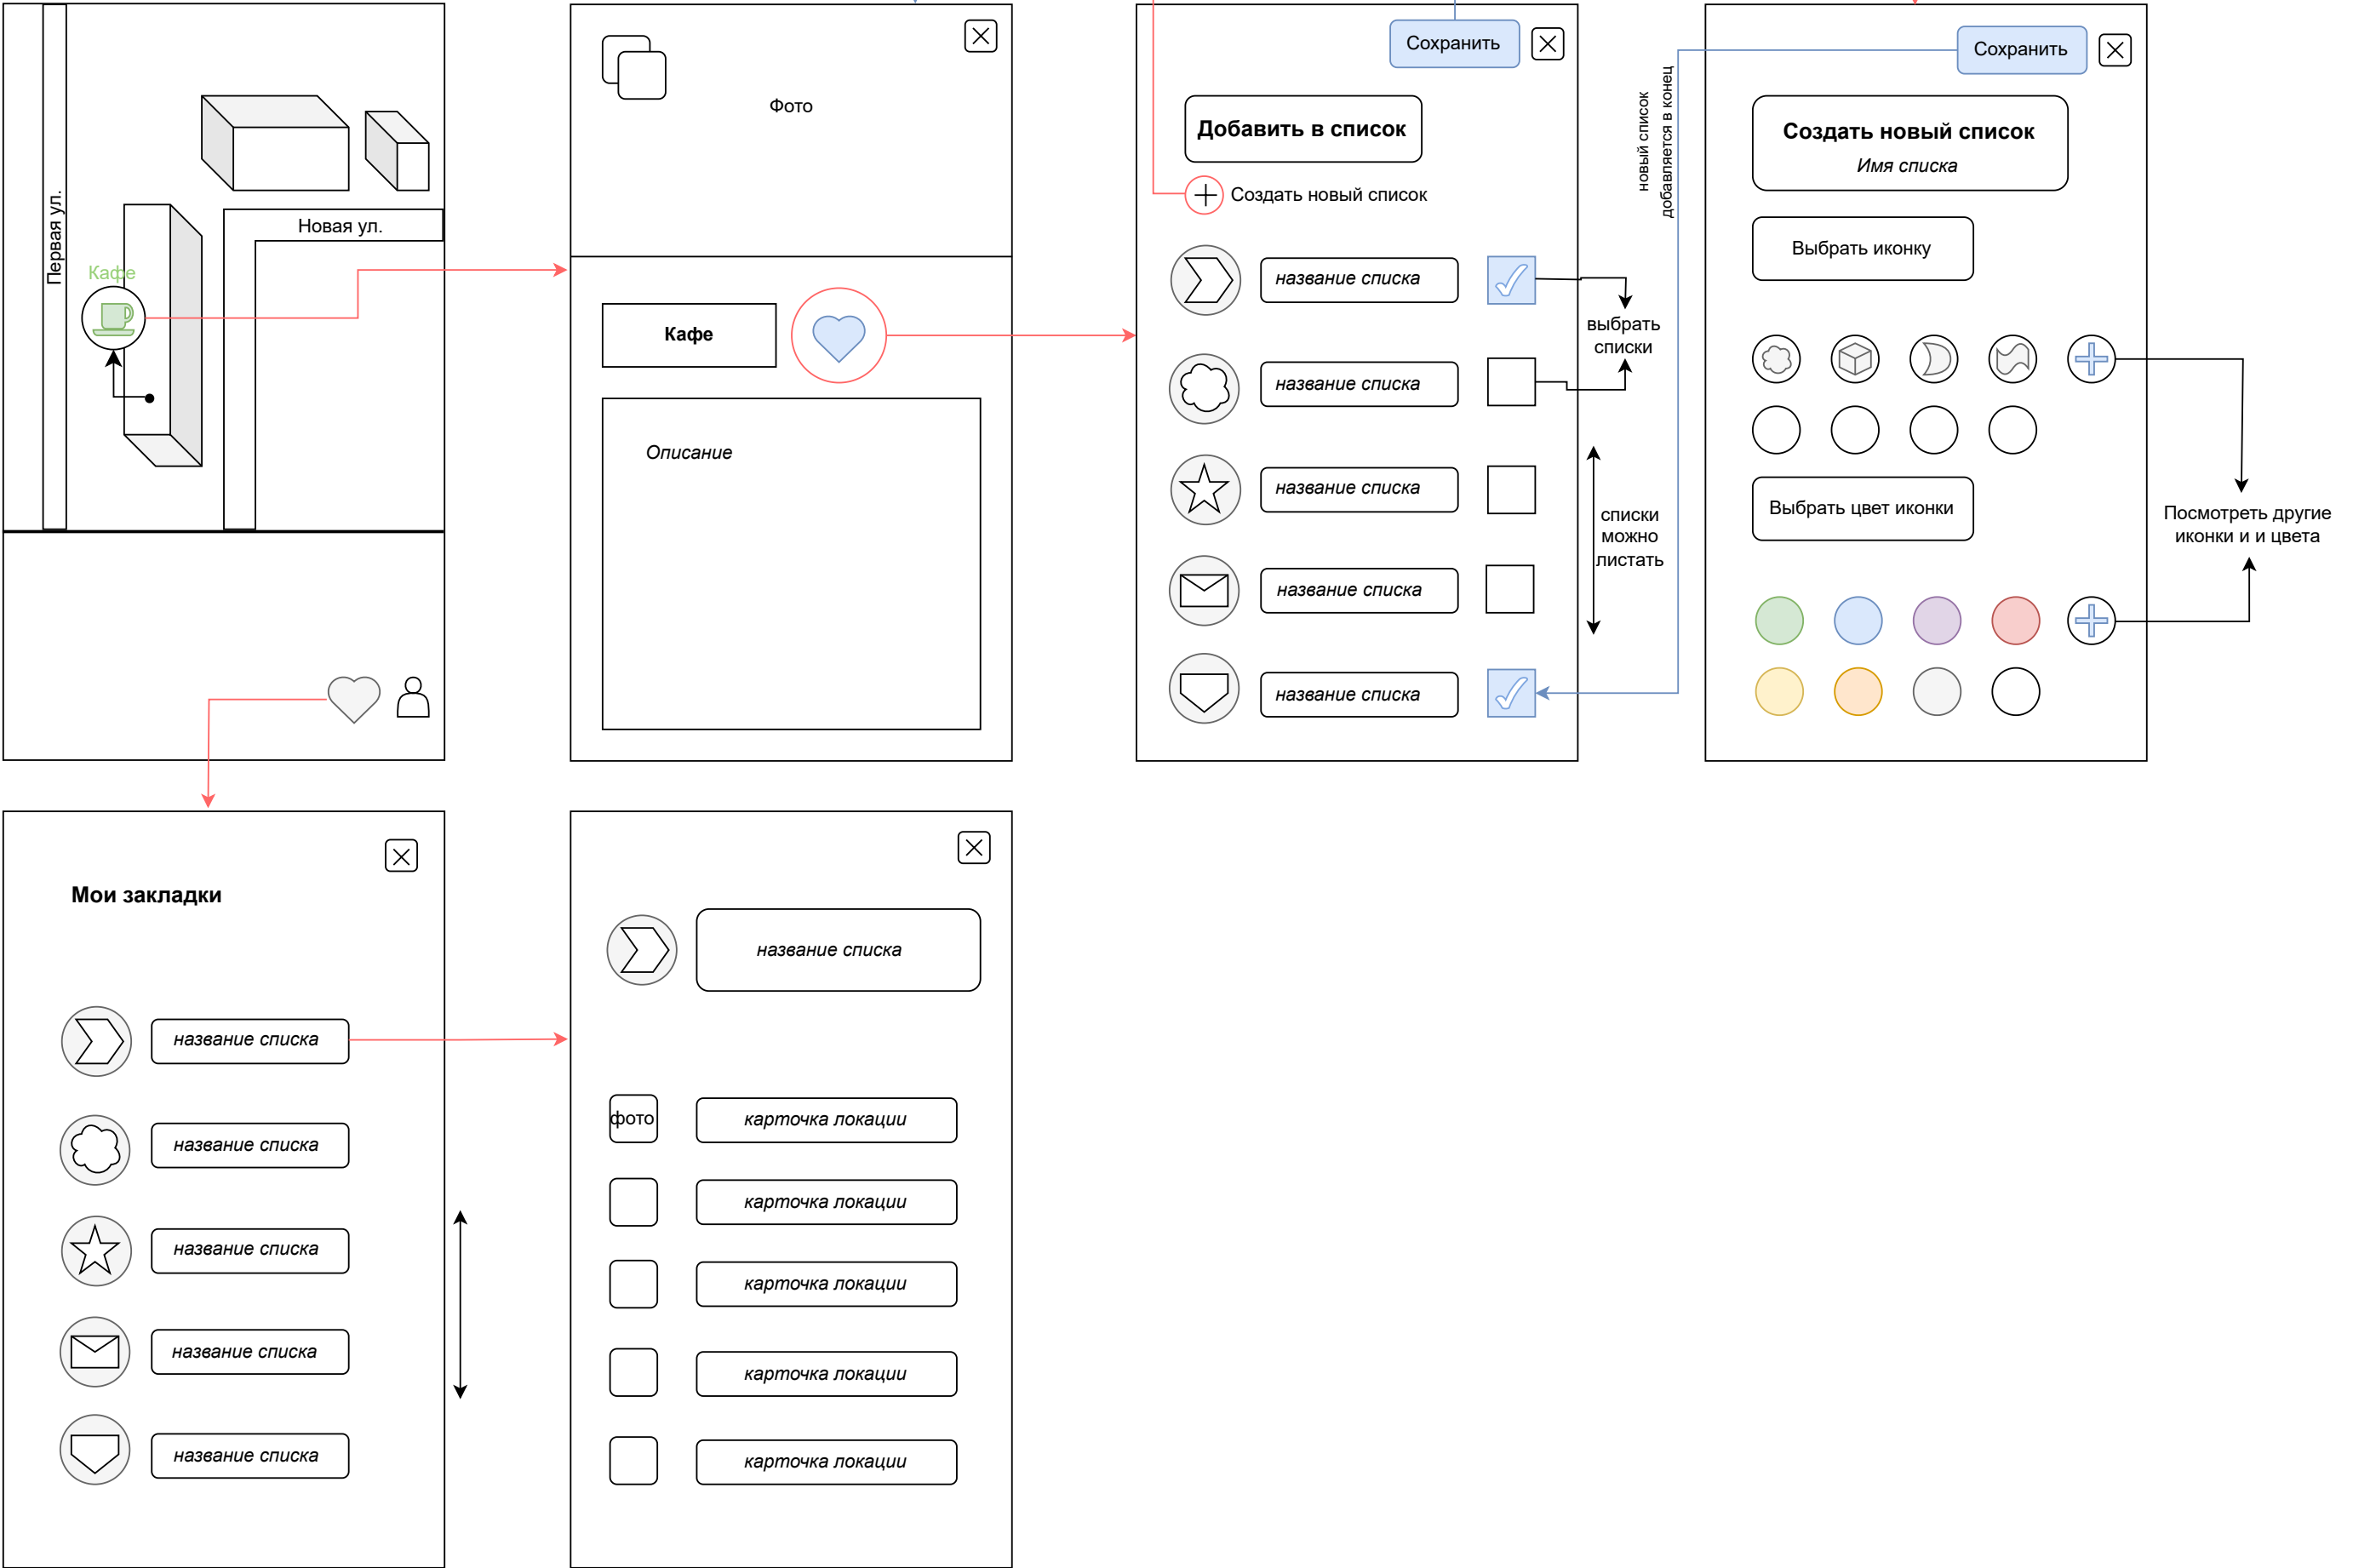 Первая ул.
Новая ул.
Кафе
Фото
Кафе
Описание
Сохранить
Добавить в список
Создать новый список
название списка
название списка
название списка
название списка
название списка
выбрать
списки
списки
можно
листать
новый список
добавляется в конец
Сохранить
Создать новый список
Имя списка
Выбрать иконку
Выбрать цвет иконки
Посмотреть другие
иконки и и цвета
Мои закладки
название списка
название списка
название списка
название списка
название списка
название списка
фото
карточка локации
карточка локации
карточка локации
карточка локации
карточка локации